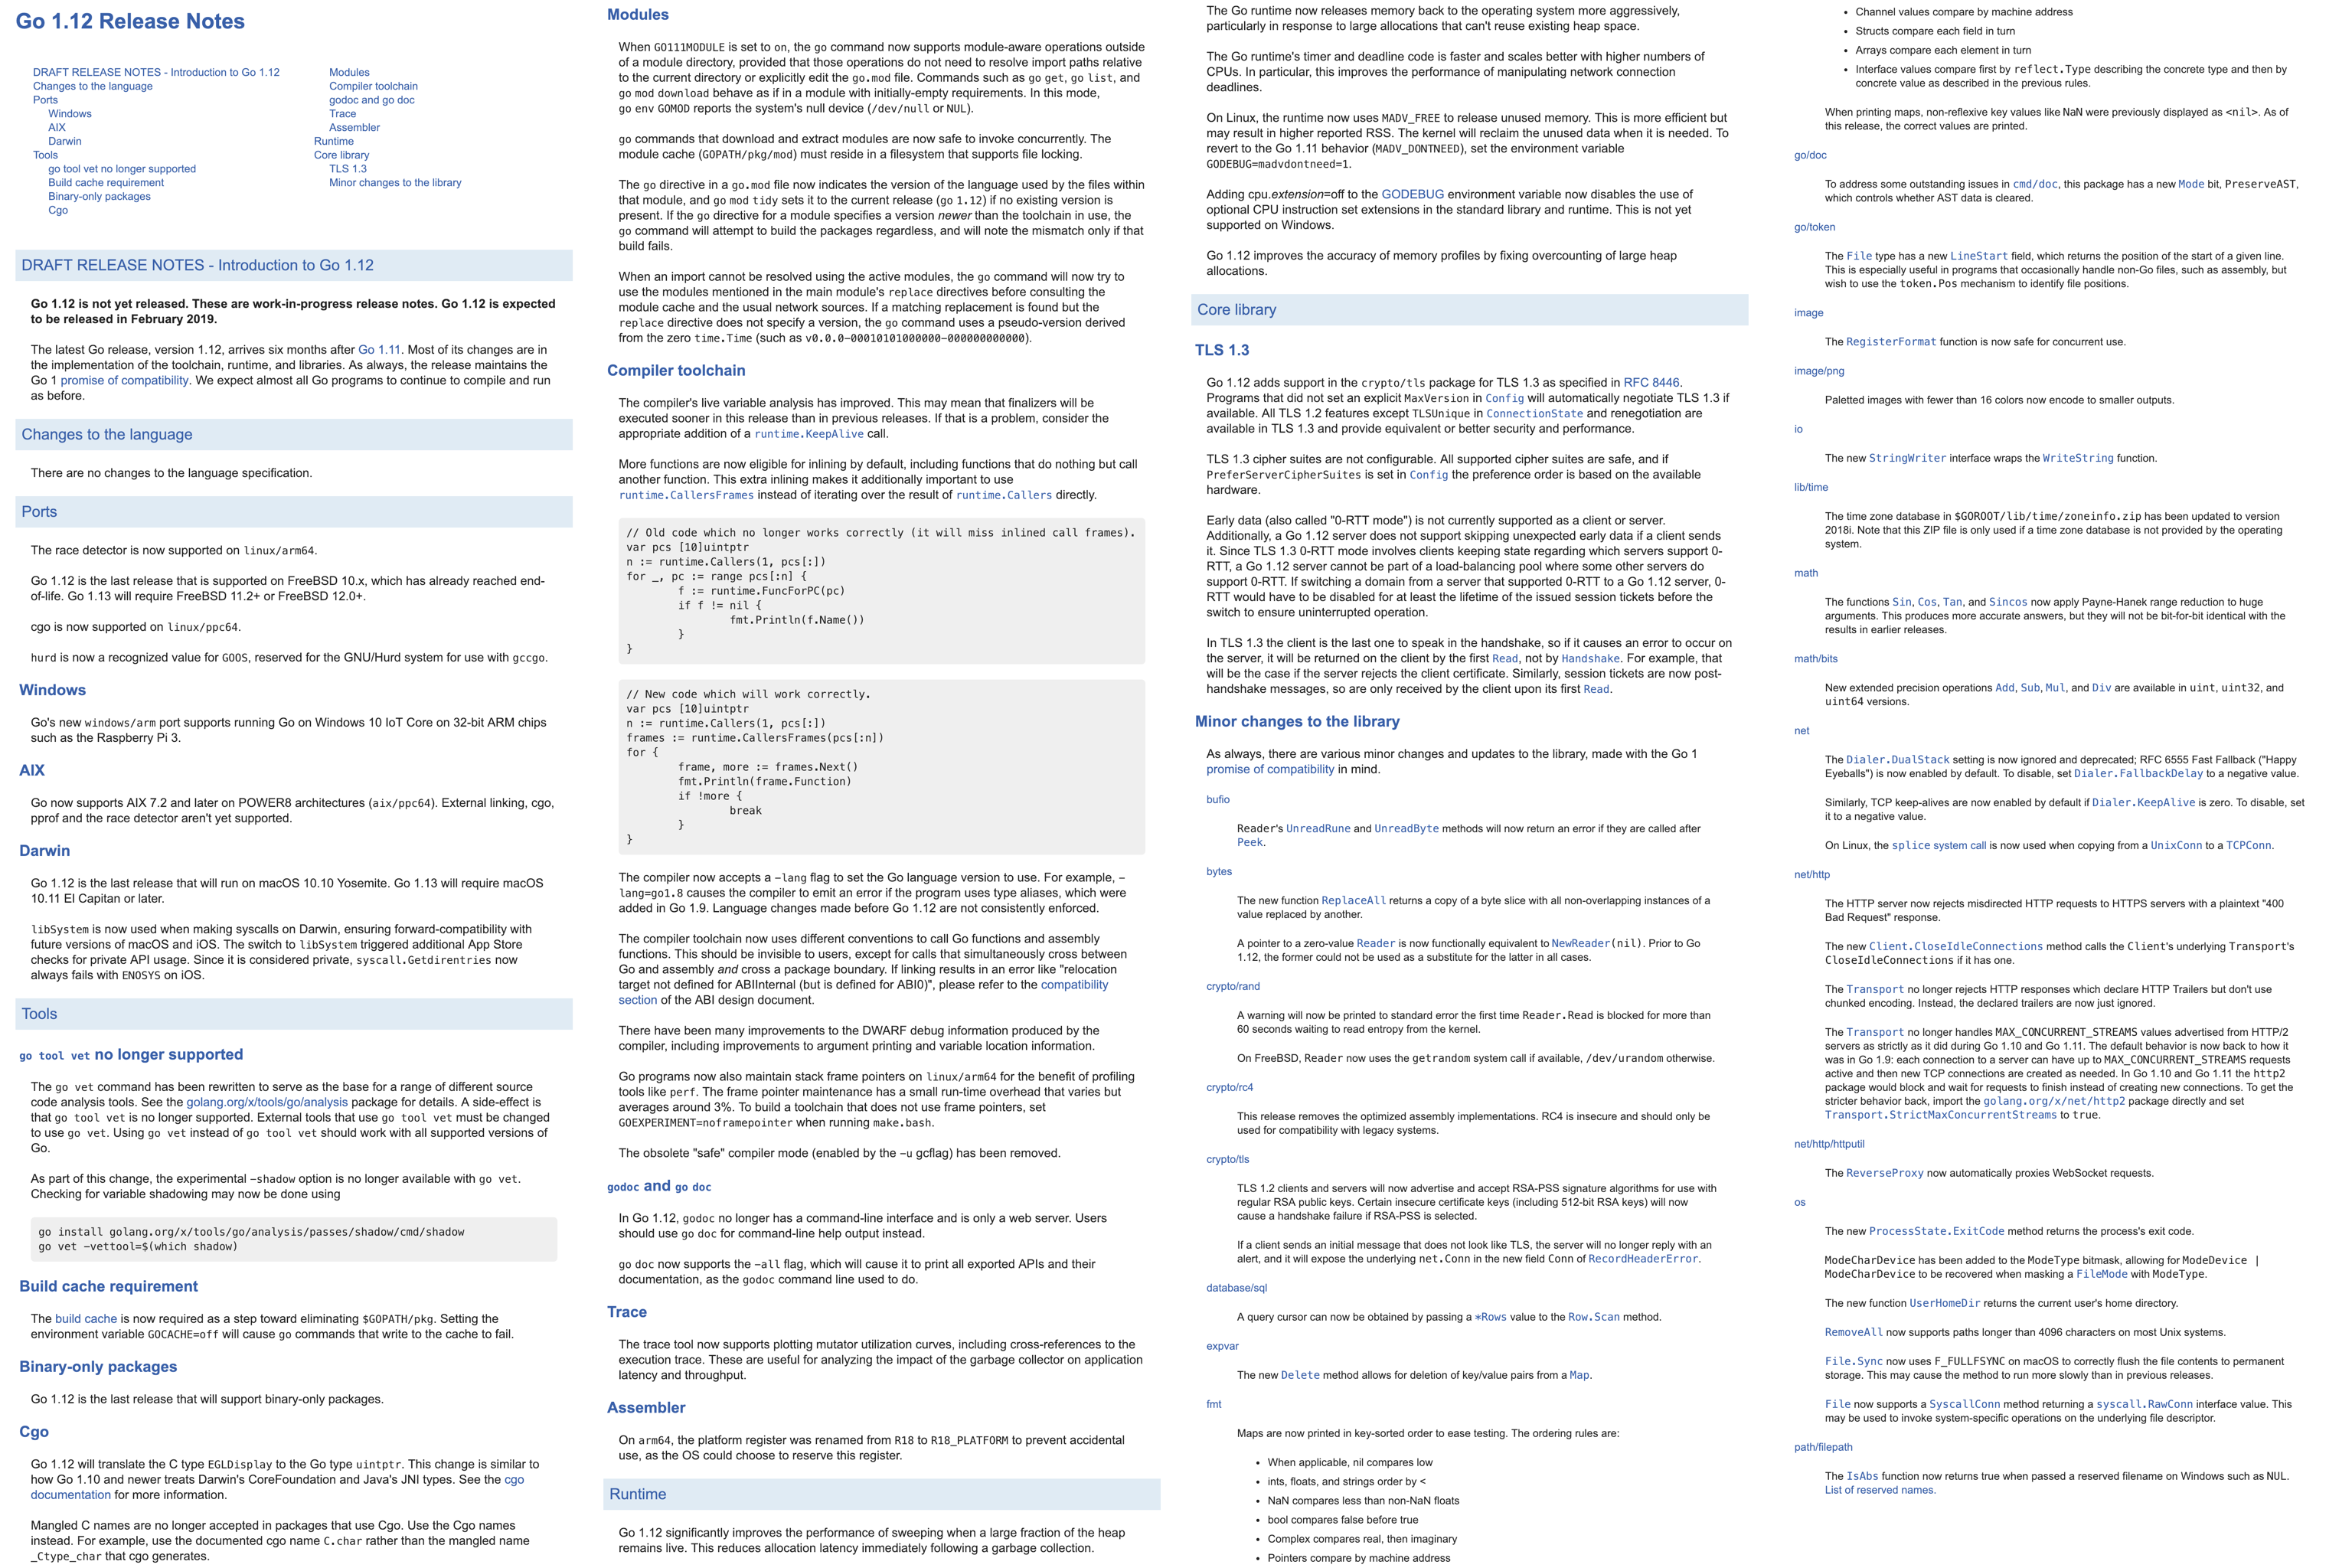 Go 1.12 Release Notes
DRAFT RELEASE NOTES - Introduction to Go 1.12
Changes to the language
Ports
Windows
AIX
Darwin
Tools
go tool vet no longer supported
Build cache requirement
Binary-only packages
Cgo
Modules
Compiler toolchain
godoc and go doc
Trace
Assembler
Runtime
Core library
TLS 1.3
Minor changes to the library
DRAFT RELEASE NOTES - Introduction to Go 1.12
Go 1.12 is not yet released. These are work-in-progress release notes. Go 1.12 is expected
to be released in February 2019.
The latest Go release, version 1.12, arrives six months after Go 1.11. Most of its changes are in
the implementation of the toolchain, runtime, and libraries. As always, the release maintains the
Go 1 promise of compatibility. We expect almost all Go programs to continue to compile and run
as before.
Changes to the language
There are no changes to the language specification.
Ports
The race detector is now supported on linux/arm64.
Go 1.12 is the last release that is supported on FreeBSD 10.x, which has already reached end-
of-life. Go 1.13 will require FreeBSD 11.2+ or FreeBSD 12.0+.
cgo is now supported on linux/ppc64.
hurd is now a recognized value for GOOS, reserved for the GNU/Hurd system for use with gccgo.
Windows
Go's new windows/arm port supports running Go on Windows 10 IoT Core on 32-bit ARM chips
such as the Raspberry Pi 3.
AIX
Go now supports AIX 7.2 and later on POWER8 architectures (aix/ppc64). External linking, cgo,
pprof and the race detector aren't yet supported.
Darwin
Go 1.12 is the last release that will run on macOS 10.10 Yosemite. Go 1.13 will require macOS
10.11 El Capitan or later.
libSystem is now used when making syscalls on Darwin, ensuring forward-compatibility with
future versions of macOS and iOS. The switch to libSystem triggered additional App Store
checks for private API usage. Since it is considered private, syscall.Getdirentries now
always fails with ENOSYS on iOS.
Tools
go tool vet no longer supported
The go vet command has been rewritten to serve as the base for a range of different source
code analysis tools. See the golang.org/x/tools/go/analysis package for details. A side-effect is
that go tool vet is no longer supported. External tools that use go tool vet must be changed
to use go vet. Using go vet instead of go tool vet should work with all supported versions of
Go.
As part of this change, the experimental -shadow option is no longer available with go vet.
Checking for variable shadowing may now be done using
go install golang.org/x/tools/go/analysis/passes/shadow/cmd/shadow
go vet -vettool=$(which shadow)
Build cache requirement
The build cache is now required as a step toward eliminating $GOPATH/pkg. Setting the
environment variable GOCACHE=off will cause go commands that write to the cache to fail.
Binary-only packages
Go 1.12 is the last release that will support binary-only packages.
Cgo
Go 1.12 will translate the C type EGLDisplay to the Go type uintptr. This change is similar to
how Go 1.10 and newer treats Darwin's CoreFoundation and Java's JNI types. See the cgo
documentation for more information.
Mangled C names are no longer accepted in packages that use Cgo. Use the Cgo names
instead. For example, use the documented cgo name C.char rather than the mangled name
_Ctype_char that cgo generates.
Modules
When GO111MODULE is set to on, the go command now supports module-aware operations outside
of a module directory, provided that those operations do not need to resolve import paths relative
to the current directory or explicitly edit the go.mod file. Commands such as go get, go list, and
go mod download behave as if in a module with initially-empty requirements. In this mode,
go env GOMOD reports the system's null device (/dev/null or NUL).
go commands that download and extract modules are now safe to invoke concurrently. The
module cache (GOPATH/pkg/mod) must reside in a filesystem that supports file locking.
The go directive in a go.mod file now indicates the version of the language used by the files within
that module, and go mod tidy sets it to the current release (go 1.12) if no existing version is
present. If the go directive for a module specifies a version newer than the toolchain in use, the
go command will attempt to build the packages regardless, and will note the mismatch only if that
build fails.
When an import cannot be resolved using the active modules, the go command will now try to
use the modules mentioned in the main module's replace directives before consulting the
module cache and the usual network sources. If a matching replacement is found but the
replace directive does not specify a version, the go command uses a pseudo-version derived
from the zero time.Time (such as v0.0.0-00010101000000-000000000000).
Compiler toolchain
The compiler's live variable analysis has improved. This may mean that finalizers will be
executed sooner in this release than in previous releases. If that is a problem, consider the
appropriate addition of a runtime.KeepAlive call.
More functions are now eligible for inlining by default, including functions that do nothing but call
another function. This extra inlining makes it additionally important to use
runtime.CallersFrames instead of iterating over the result of runtime.Callers directly.
// Old code which no longer works correctly (it will miss inlined call frames).
var pcs [10]uintptr
n := runtime.Callers(1, pcs[:])
for _, pc := range pcs[:n] {
f := runtime.FuncForPC(pc)
if f != nil {
fmt.Println(f.Name())
}
}
// New code which will work correctly.
var pcs [10]uintptr
n := runtime.Callers(1, pcs[:])
frames := runtime.CallersFrames(pcs[:n])
for {
frame, more := frames.Next()
fmt.Println(frame.Function)
if !more {
break
}
}
The compiler now accepts a -lang flag to set the Go language version to use. For example, -
lang=go1.8 causes the compiler to emit an error if the program uses type aliases, which were
added in Go 1.9. Language changes made before Go 1.12 are not consistently enforced.
The compiler toolchain now uses different conventions to call Go functions and assembly
functions. This should be invisible to users, except for calls that simultaneously cross between
Go and assembly and cross a package boundary. If linking results in an error like "relocation
target not defined for ABIInternal (but is defined for ABI0)", please refer to the compatibility
section of the ABI design document.
There have been many improvements to the DWARF debug information produced by the
compiler, including improvements to argument printing and variable location information.
Go programs now also maintain stack frame pointers on linux/arm64 for the benefit of profiling
tools like perf. The frame pointer maintenance has a small run-time overhead that varies but
averages around 3%. To build a toolchain that does not use frame pointers, set
GOEXPERIMENT=noframepointer when running make.bash.
The obsolete "safe" compiler mode (enabled by the -u gcflag) has been removed.
godoc and go doc
In Go 1.12, godoc no longer has a command-line interface and is only a web server. Users
should use go doc for command-line help output instead.
go doc now supports the -all flag, which will cause it to print all exported APIs and their
documentation, as the godoc command line used to do.
Trace
The trace tool now supports plotting mutator utilization curves, including cross-references to the
execution trace. These are useful for analyzing the impact of the garbage collector on application
latency and throughput.
Assembler
On arm64, the platform register was renamed from R18 to R18_PLATFORM to prevent accidental
use, as the OS could choose to reserve this register.
Runtime
Go 1.12 significantly improves the performance of sweeping when a large fraction of the heap
remains live. This reduces allocation latency immediately following a garbage collection.
The Go runtime now releases memory back to the operating system more aggressively,
particularly in response to large allocations that can't reuse existing heap space.
The Go runtime's timer and deadline code is faster and scales better with higher numbers of
CPUs. In particular, this improves the performance of manipulating network connection
deadlines.
On Linux, the runtime now uses MADV_FREE to release unused memory. This is more efficient but
may result in higher reported RSS. The kernel will reclaim the unused data when it is needed. To
revert to the Go 1.11 behavior (MADV_DONTNEED), set the environment variable
GODEBUG=madvdontneed=1.
Adding cpu.extension=off to the GODEBUG environment variable now disables the use of
optional CPU instruction set extensions in the standard library and runtime. This is not yet
supported on Windows.
Go 1.12 improves the accuracy of memory profiles by fixing overcounting of large heap
allocations.
Core library
TLS 1.3
Go 1.12 adds support in the crypto/tls package for TLS 1.3 as specified in RFC 8446.
Programs that did not set an explicit MaxVersion in Config will automatically negotiate TLS 1.3 if
available. All TLS 1.2 features except TLSUnique in ConnectionState and renegotiation are
available in TLS 1.3 and provide equivalent or better security and performance.
TLS 1.3 cipher suites are not configurable. All supported cipher suites are safe, and if
PreferServerCipherSuites is set in Config the preference order is based on the available
hardware.
Early data (also called "0-RTT mode") is not currently supported as a client or server.
Additionally, a Go 1.12 server does not support skipping unexpected early data if a client sends
it. Since TLS 1.3 0-RTT mode involves clients keeping state regarding which servers support 0-
RTT, a Go 1.12 server cannot be part of a load-balancing pool where some other servers do
support 0-RTT. If switching a domain from a server that supported 0-RTT to a Go 1.12 server, 0-
RTT would have to be disabled for at least the lifetime of the issued session tickets before the
switch to ensure uninterrupted operation.
In TLS 1.3 the client is the last one to speak in the handshake, so if it causes an error to occur on
the server, it will be returned on the client by the first Read, not by Handshake. For example, that
will be the case if the server rejects the client certificate. Similarly, session tickets are now post-
handshake messages, so are only received by the client upon its first Read.
Minor changes to the library
As always, there are various minor changes and updates to the library, made with the Go 1
promise of compatibility in mind.
bufio
Reader's UnreadRune and UnreadByte methods will now return an error if they are called after
Peek.
bytes
The new function ReplaceAll returns a copy of a byte slice with all non-overlapping instances of a
value replaced by another.
A pointer to a zero-value Reader is now functionally equivalent to NewReader(nil). Prior to Go
1.12, the former could not be used as a substitute for the latter in all cases.
crypto/rand
A warning will now be printed to standard error the first time Reader.Read is blocked for more than
60 seconds waiting to read entropy from the kernel.
On FreeBSD, Reader now uses the getrandom system call if available, /dev/urandom otherwise.
crypto/rc4
This release removes the optimized assembly implementations. RC4 is insecure and should only be
used for compatibility with legacy systems.
crypto/tls
TLS 1.2 clients and servers will now advertise and accept RSA-PSS signature algorithms for use with
regular RSA public keys. Certain insecure certificate keys (including 512-bit RSA keys) will now
cause a handshake failure if RSA-PSS is selected.
If a client sends an initial message that does not look like TLS, the server will no longer reply with an
alert, and it will expose the underlying net.Conn in the new field Conn of RecordHeaderError.
database/sql
A query cursor can now be obtained by passing a *Rows value to the Row.Scan method.
expvar
The new Delete method allows for deletion of key/value pairs from a Map.
fmt
Maps are now printed in key-sorted order to ease testing. The ordering rules are:
• When applicable, nil compares low
• ints, floats, and strings order by <
• NaN compares less than non-NaN floats
• bool compares false before true
• Complex compares real, then imaginary
• Pointers compare by machine address
• Channel values compare by machine address
• Structs compare each field in turn
• Arrays compare each element in turn
• Interface values compare first by reflect.Type describing the concrete type and then by
concrete value as described in the previous rules.
When printing maps, non-reflexive key values like NaN were previously displayed as <nil>. As of
this release, the correct values are printed.
go/doc
To address some outstanding issues in cmd/doc, this package has a new Mode bit, PreserveAST,
which controls whether AST data is cleared.
go/token
The File type has a new LineStart field, which returns the position of the start of a given line.
This is especially useful in programs that occasionally handle non-Go files, such as assembly, but
wish to use the token.Pos mechanism to identify file positions.
image
The RegisterFormat function is now safe for concurrent use.
image/png
Paletted images with fewer than 16 colors now encode to smaller outputs.
io
The new StringWriter interface wraps the WriteString function.
lib/time
The time zone database in $GOROOT/lib/time/zoneinfo.zip has been updated to version
2018i. Note that this ZIP file is only used if a time zone database is not provided by the operating
system.
math
The functions Sin, Cos, Tan, and Sincos now apply Payne-Hanek range reduction to huge
arguments. This produces more accurate answers, but they will not be bit-for-bit identical with the
results in earlier releases.
math/bits
New extended precision operations Add, Sub, Mul, and Div are available in uint, uint32, and
uint64 versions.
net
The Dialer.DualStack setting is now ignored and deprecated; RFC 6555 Fast Fallback ("Happy
Eyeballs") is now enabled by default. To disable, set Dialer.FallbackDelay to a negative value.
Similarly, TCP keep-alives are now enabled by default if Dialer.KeepAlive is zero. To disable, set
it to a negative value.
On Linux, the splice system call is now used when copying from a UnixConn to a TCPConn.
net/http
The HTTP server now rejects misdirected HTTP requests to HTTPS servers with a plaintext "400
Bad Request" response.
The new Client.CloseIdleConnections method calls the Client's underlying Transport's
CloseIdleConnections if it has one.
The Transport no longer rejects HTTP responses which declare HTTP Trailers but don't use
chunked encoding. Instead, the declared trailers are now just ignored.
The Transport no longer handles MAX_CONCURRENT_STREAMS values advertised from HTTP/2
servers as strictly as it did during Go 1.10 and Go 1.11. The default behavior is now back to how it
was in Go 1.9: each connection to a server can have up to MAX_CONCURRENT_STREAMS requests
active and then new TCP connections are created as needed. In Go 1.10 and Go 1.11 the http2
package would block and wait for requests to finish instead of creating new connections. To get the
stricter behavior back, import the golang.org/x/net/http2 package directly and set
Transport.StrictMaxConcurrentStreams to true.
net/http/httputil
The ReverseProxy now automatically proxies WebSocket requests.
os
The new ProcessState.ExitCode method returns the process's exit code.
ModeCharDevice has been added to the ModeType bitmask, allowing for ModeDevice |
ModeCharDevice to be recovered when masking a FileMode with ModeType.
The new function UserHomeDir returns the current user's home directory.
RemoveAll now supports paths longer than 4096 characters on most Unix systems.
File.Sync now uses F_FULLFSYNC on macOS to correctly flush the file contents to permanent
storage. This may cause the method to run more slowly than in previous releases.
File now supports a SyscallConn method returning a syscall.RawConn interface value. This
may be used to invoke system-specific operations on the underlying file descriptor.
path/filepath
The IsAbs function now returns true when passed a reserved filename on Windows such as NUL.
List of reserved names.